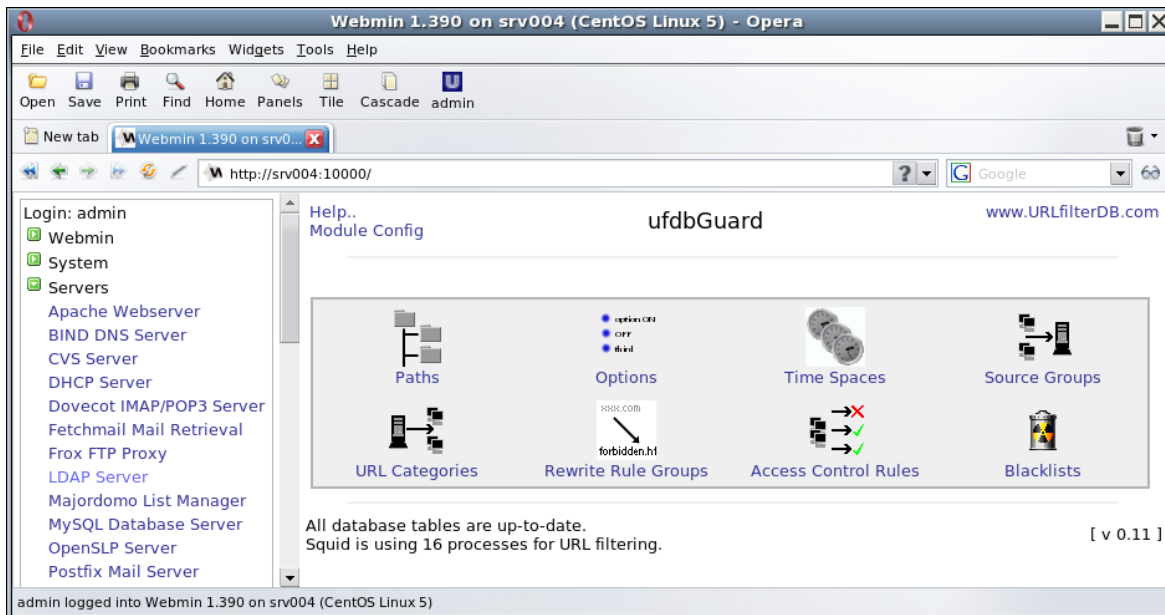 Webmin 1.390 on srv004 (CentOS Linux 5) - Opera
File Edit View Bookmarks Widgets Tools Help
Open Save Print Find Home Panels Tile Cascade admin
New tab Webmin 1.390 on srv0...
http://srv004:10000/ ? G Google
Login: admin
Webmin
System
Servers
Apache Webserver
BIND DNS Server
CVS Server
DHCP Server
Dovecot IMAP/POP3 Server
Fetchmail Mail Retrieval
Frox FTP Proxy
LDAP Server
Majordomo List Manager
MySQL Database Server
OpenSLP Server
Postfix Mail Server
Help..
Module Config
ufdbGuard
www.URLfilterDB.com
option ON
OFF
third
Paths Options Time Spaces Source Groups
xxx.com
forbidden.ht
URL Categories Rewrite Rule Groups Access Control Rules Blacklists
All database tables are up-to-date.
Squid is using 16 processes for URL filtering.
[ v 0.11 ]
admin logged into Webmin 1.390 on srv004 (CentOS Linux 5)